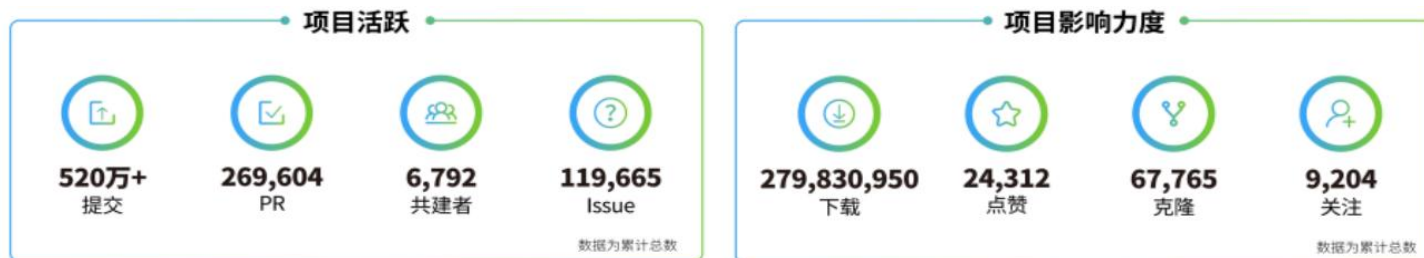 项目活跃
520万+
提交
269,604
PR
6,792
共建者
119,665
Issue
数据为累计总数
项目影响力度
279,830,950
下载
24,312
点赞
67,765
克隆
9,204
关注
数据为累计总数